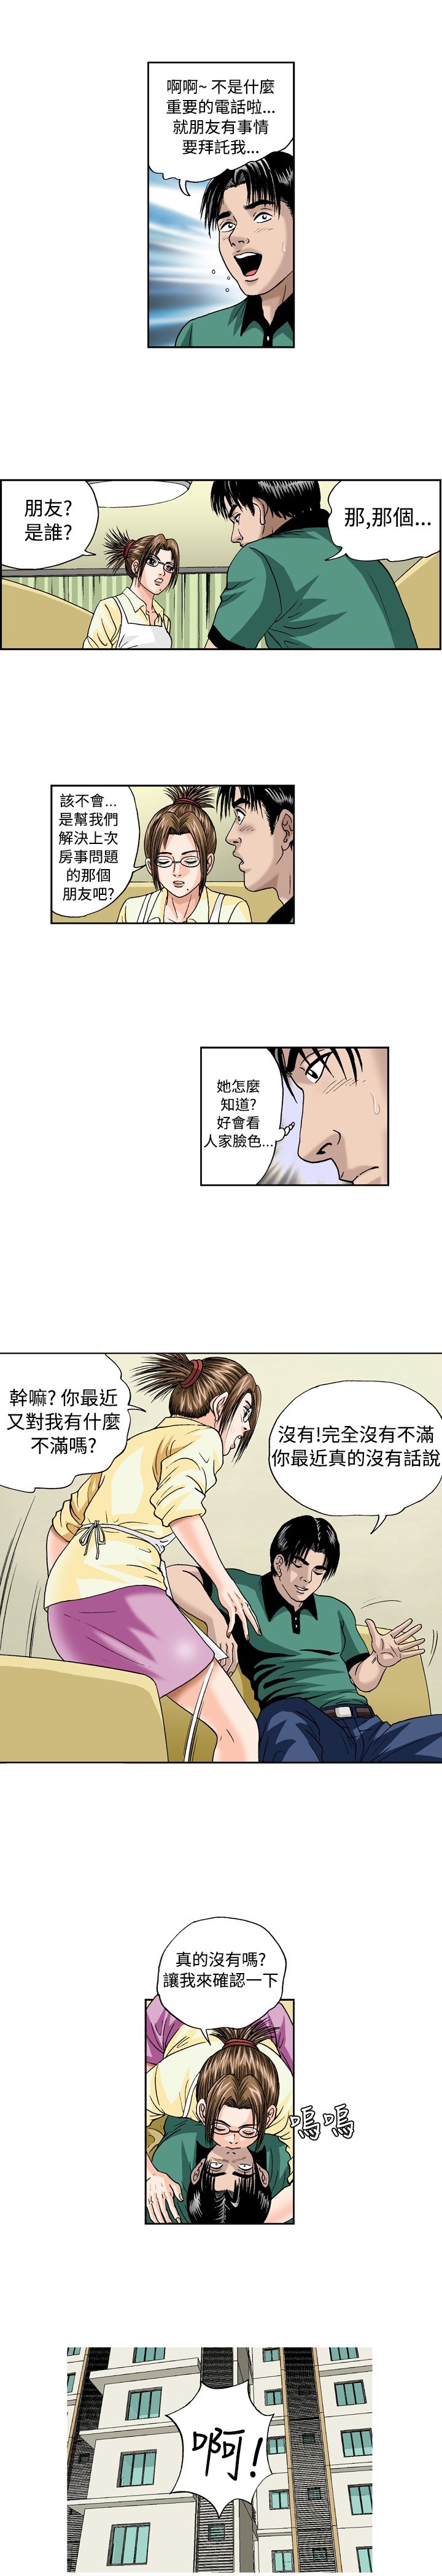 啊啊~ 不是什麼
重要的電話啦...
就朋友有事情
要拜託我...
朋友?
是誰?
那,那個...
該不會...
是幫我們
解決上次
房事問題
的那個
朋友吧?
她怎麼
知道?
好會看
人家臉色...
幹嘛? 你最近
又對我有什麼
不滿嗎?
沒有!完全沒有不滿
你最近真的沒有話說
真的沒有嗎?
讓我來確認一下
嗚嗚
啊!